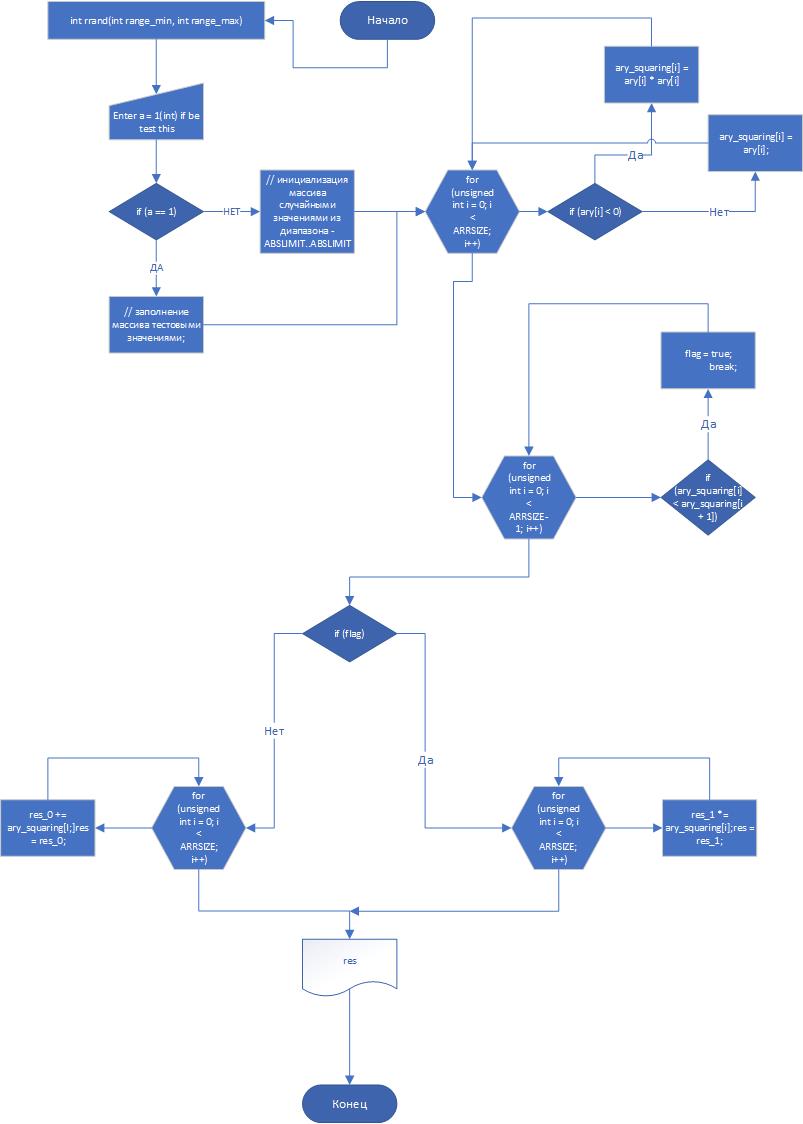 Начало
int rrand(int range_min, int range_max)
Enter a = 1(int) if be
test this
if (a == 1)
НЕТ
// инициализация
массива
случайными
значениями из
диапазона -
ABSLIMIT..ABSLIMIT
ДА
// заполнение
массива тестовыми
значениями;
for
(unsigned
int i = 0; i
<
ARRSIZE;
i++)
if (ary[i] < 0)
Да
ary_squaring[i] =
ary[i] * ary[i]
Нет
ary_squaring[i] =
ary[i];
for
(unsigned
int i = 0; i
<
ARRSIZE-
1; i++)
if
(ary_squaring[i]
< ary_squaring[i
+ 1])
Да
flag = true;
break;
if (flag)
Нет
Да
for
(unsigned
int i = 0; i
<
ARRSIZE;
i++)
res_0 +=
ary_squaring[I;]res
= res_0;
for
(unsigned
int i = 0; i
<
ARRSIZE;
i++)
res_1 *=
ary_squaring[i];res =
res_1;
res
Конец